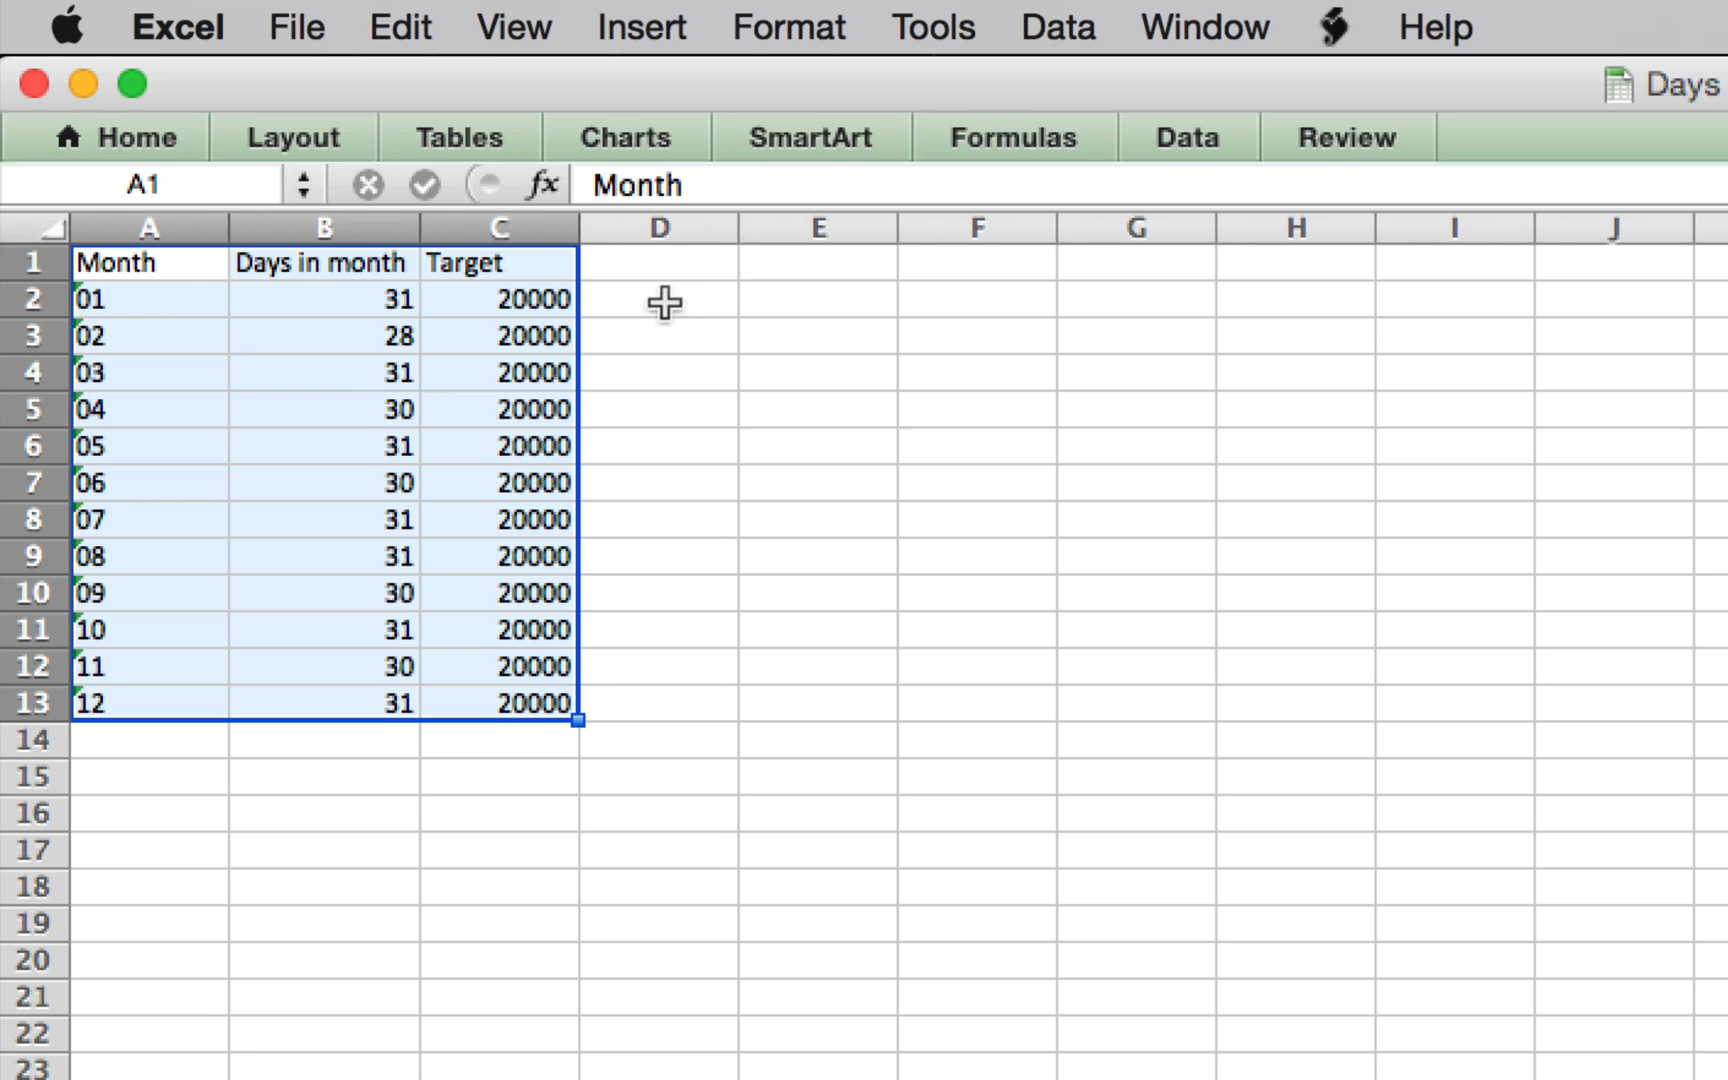 Excel File Edit View Insert Format Tools Data Window Help
Days
Home Layout Tables Charts SmartArt Formulas Data Review
A1 fx Month
A B C D E F G H I J
1 Month Days in month Target
2 01 31 20000
3 02 28 20000
4 03 31 20000
5 04 30 20000
6 05 31 20000
7 06 30 20000
8 07 31 20000
9 08 31 20000
10 09 30 20000
11 10 31 20000
12 11 30 20000
13 12 31 20000
14
15
16
17
18
19
20
21
22
23